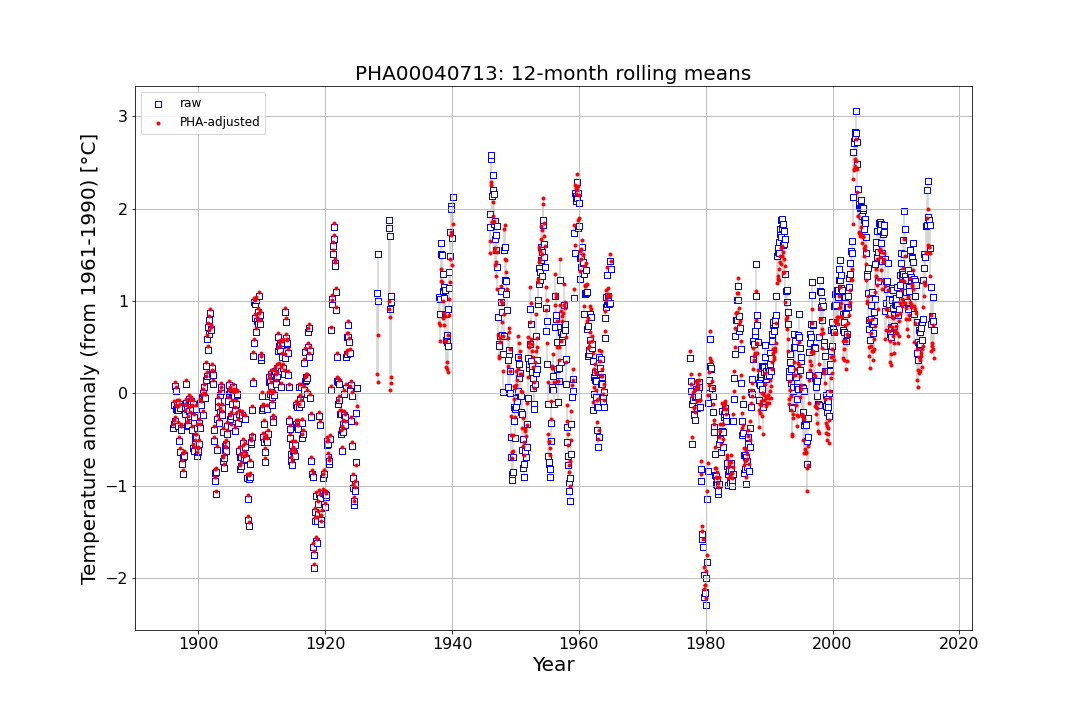 PHA00040713: 12-month rolling means
raw
PHA-adjusted
Temperature anomaly (from 1961-1990) [°C]
3
2
1
0
−1
−2
1900 1920 1940 1960 1980 2000 2020
Year